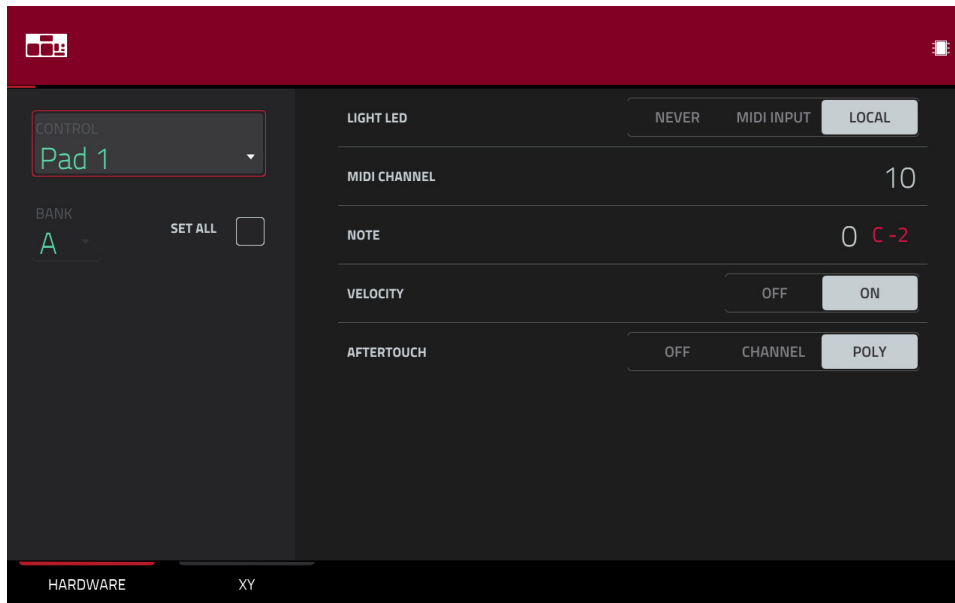 CONTROL
Pad 1
BANK
A
SET ALL
LIGHT LED NEVER MIDI INPUT LOCAL
MIDI CHANNEL 10
NOTE 0 C -2
VELOCITY OFF ON
AFTERTOUCH OFF CHANNEL POLY
HARDWARE XY